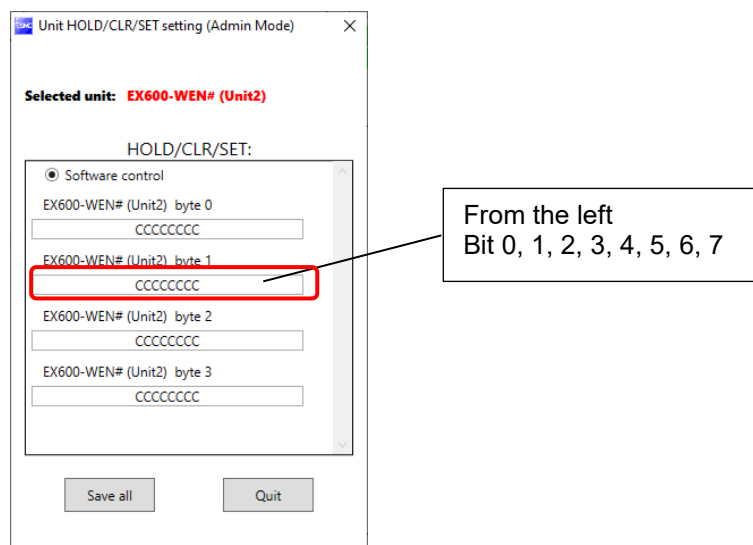 SMC Unit HOLD/CLR/SET setting (Admin Mode)
Selected unit: EX600-WEN# (Unit2)
HOLD/CLR/SET:
Software control
EX600-WEN# (Unit2) byte 0
CCCCCCCC
EX600-WEN# (Unit2) byte 1
CCCCCCCC
EX600-WEN# (Unit2) byte 2
CCCCCCCC
EX600-WEN# (Unit2) byte 3
CCCCCCCC
Save all Quit
From the left
Bit 0, 1, 2, 3, 4, 5, 6, 7